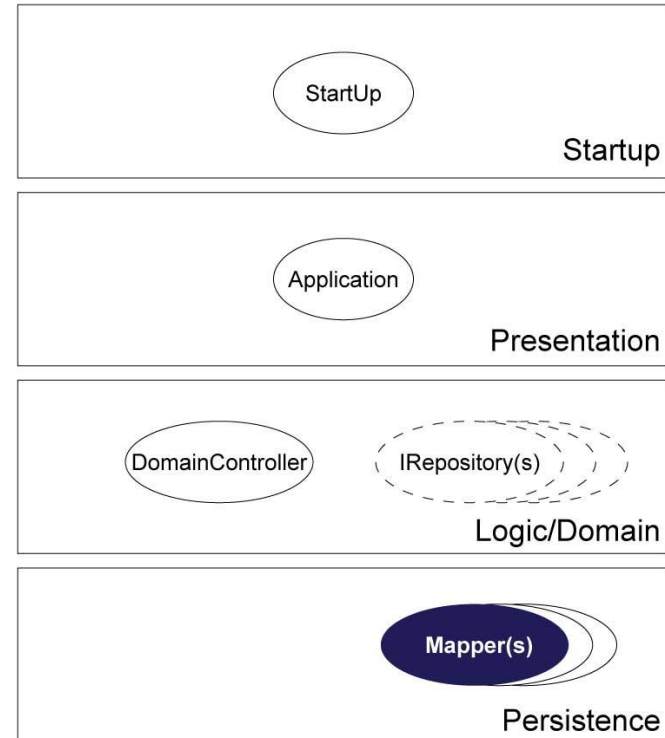 StartUp
Startup
Application
Presentation
DomainController
IRepository(s)
Logic/Domain
Mapper(s)
Persistence